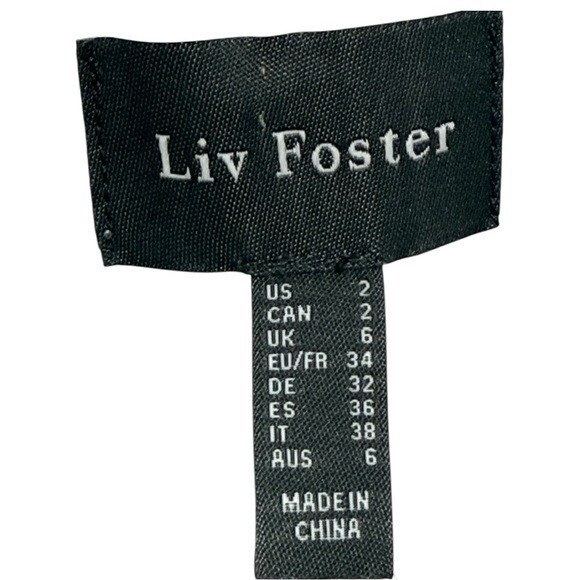 Liv Foster
US 2
CAN 2
UK 6
EU/FR 34
DE 32
ES 36
IT 38
AUS 6
MADE IN
CHINA